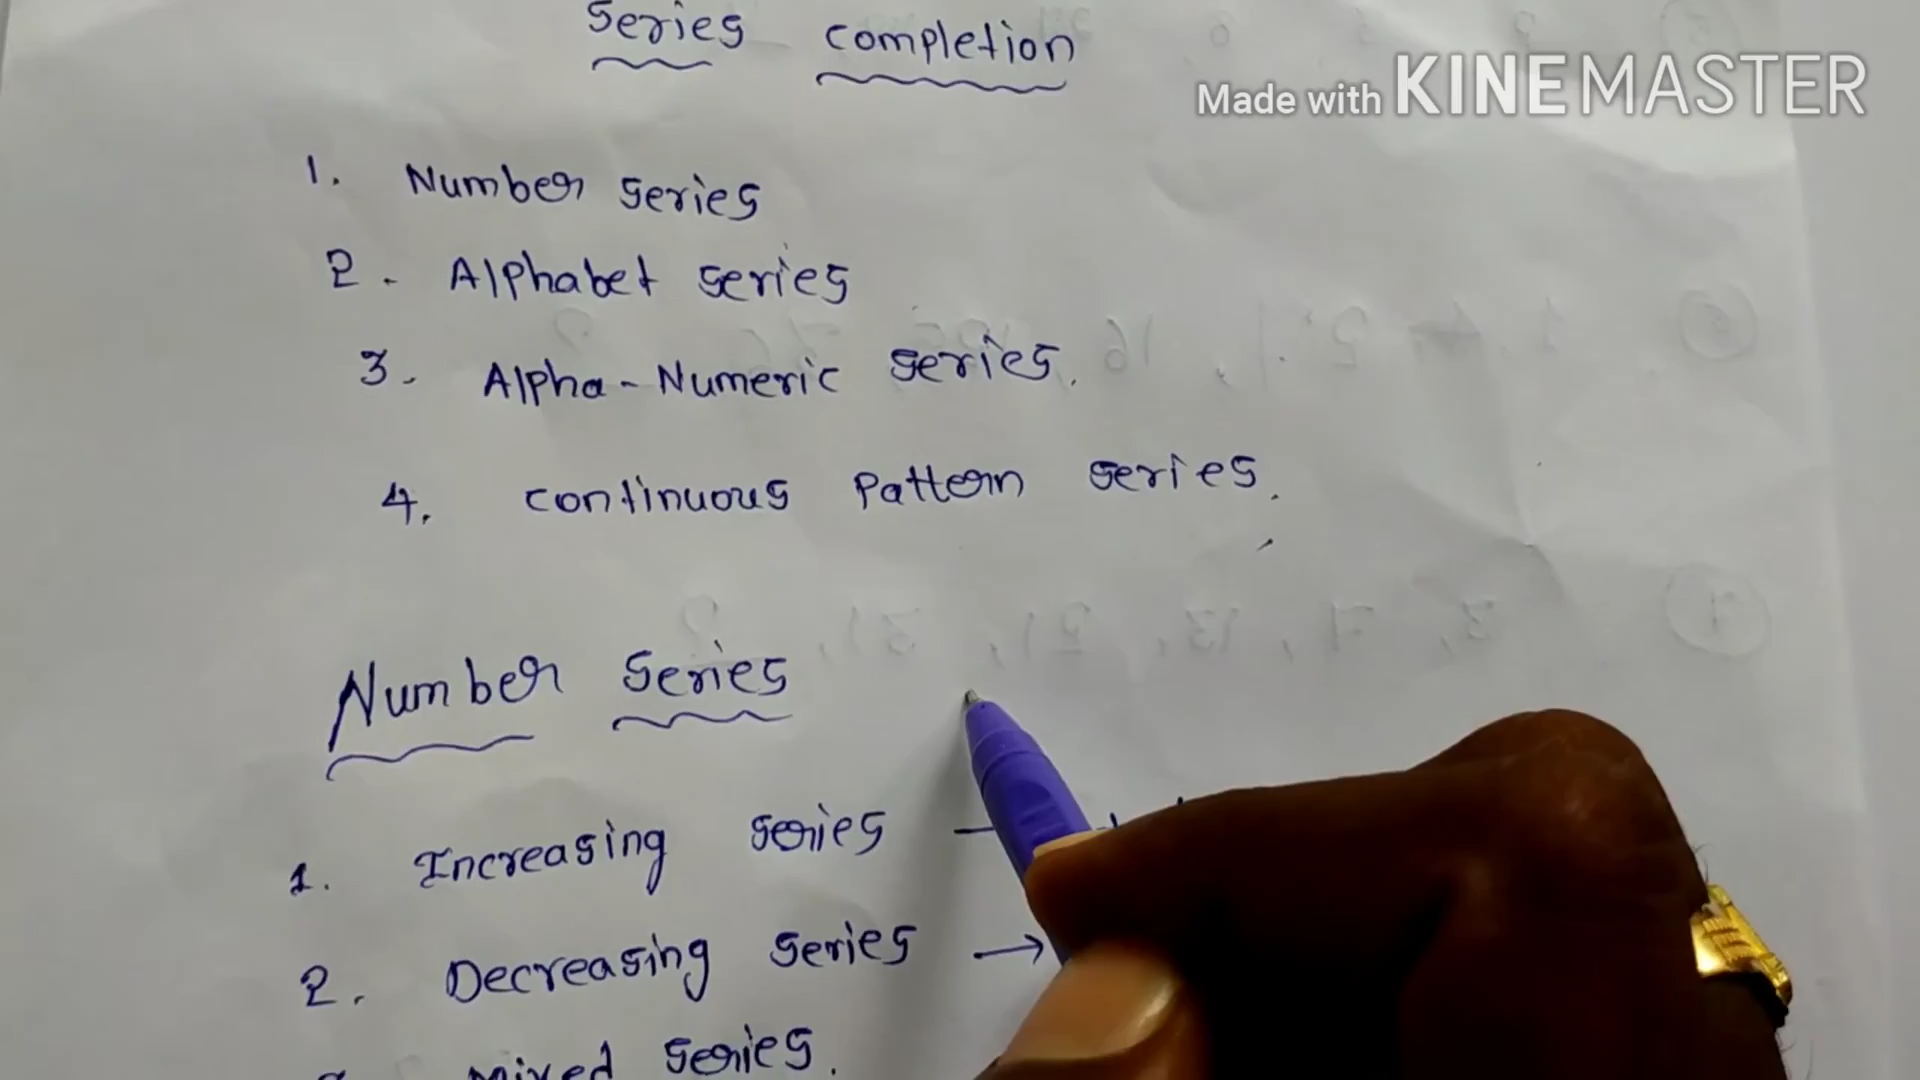 Series completion
Made with KINEMASTER
1. Number series
2. Alphabet series
3. Alpha-Numeric series.
4. continuous Pattern series.
Number series
1. Increasing series
2. Decreasing series →
mixed series.